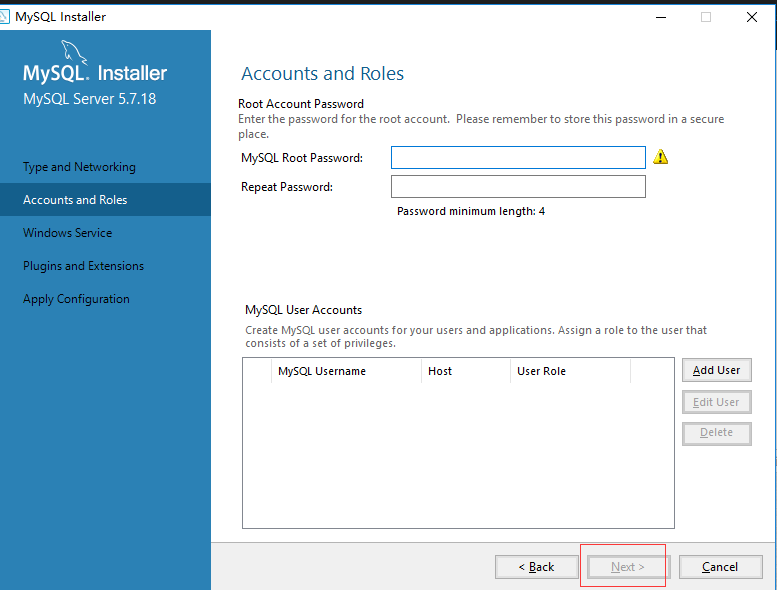 MySQL Installer
MySQL. Installer
MySQL Server 5.7.18
Type and Networking
Accounts and Roles
Windows Service
Plugins and Extensions
Apply Configuration
Accounts and Roles
Root Account Password
Enter the password for the root account. Please remember to store this password in a secure
place.
MySQL Root Password:
Repeat Password:
Password minimum length: 4
MySQL User Accounts
Create MySQL user accounts for your users and applications. Assign a role to the user that
consists of a set of privileges.
MySQL Username Host User Role
Add User
Edit User
Delete
< Back Next > Cancel